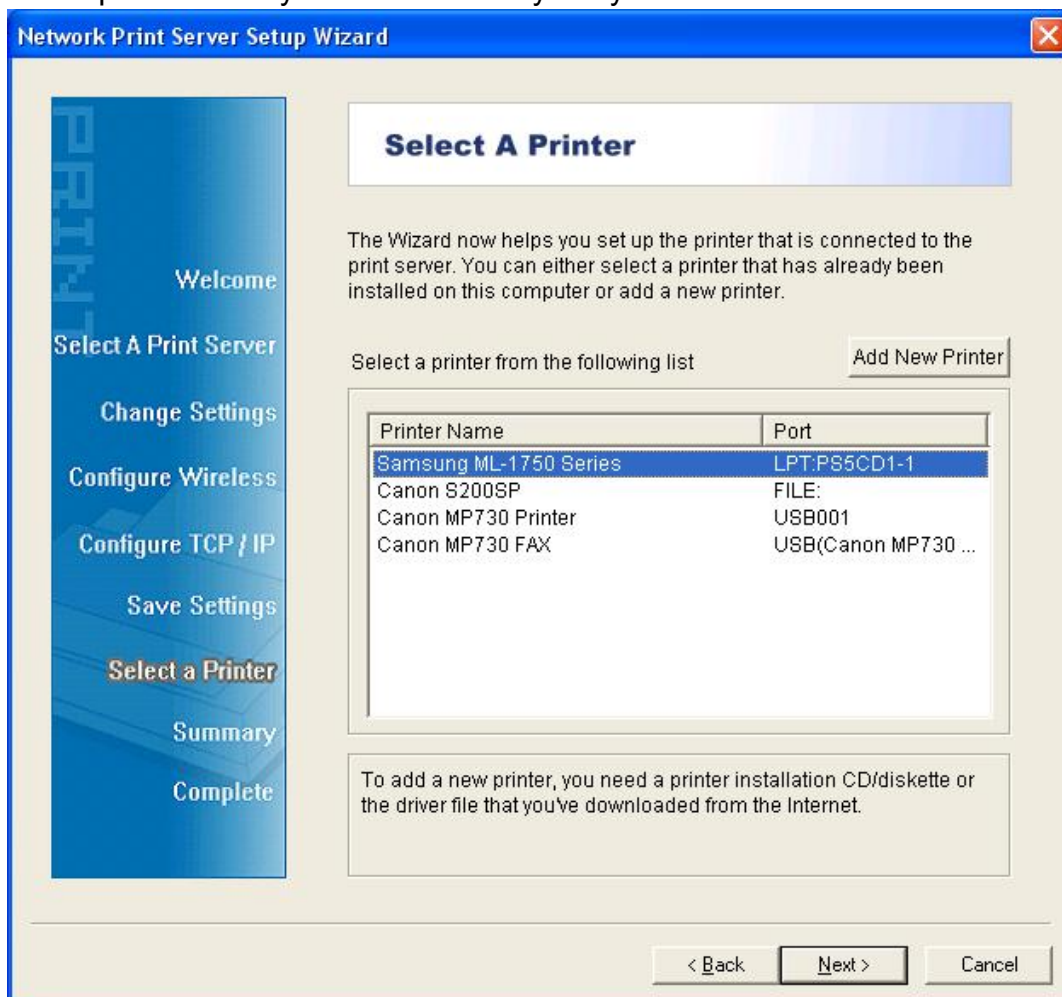 Network Print Server Setup Wizard
PRINT
Select A Printer
The Wizard now helps you set up the printer that is connected to the
print server. You can either select a printer that has already been
installed on this computer or add a new printer.
Welcome
Select A Print Server
Change Settings
Configure Wireless
Configure TCP / IP
Save Settings
Select a Printer
Summary
Complete
Select a printer from the following list
Add New Printer
Printer Name Port
Samsung ML-1750 Series LPT:PS5CD1-1
Canon S200SP FILE:
Canon MP730 Printer USB001
Canon MP730 FAX USB(Canon MP730 ...
To add a new printer, you need a printer installation CD/diskette or
the driver file that you've downloaded from the Internet.
< Back Next > Cancel